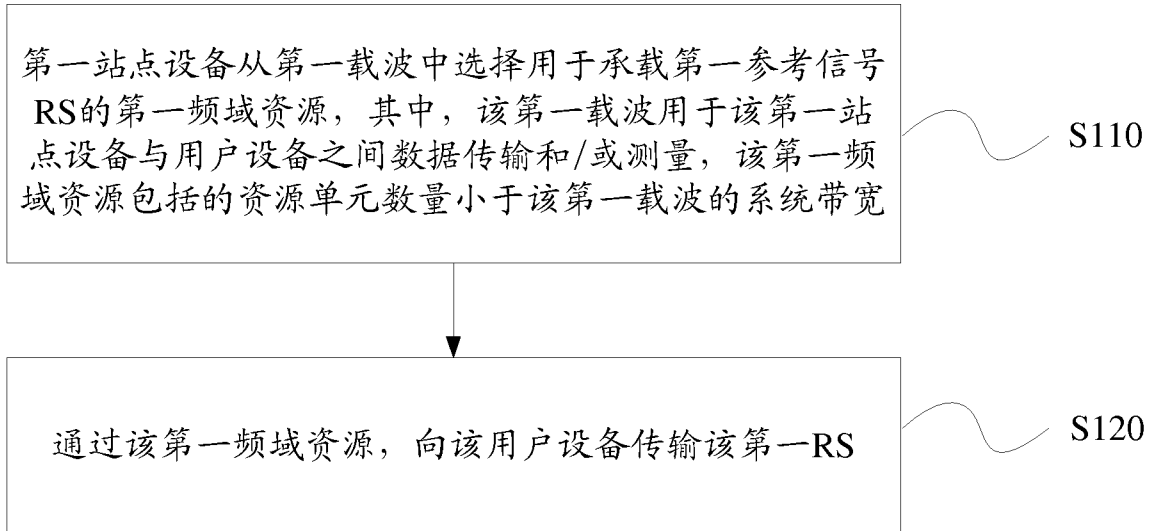 第一站点设备从第一载波中选择用于承载第一参考信号
RS的第一频域资源，其中，该第一载波用于该第一站
点设备与用户设备之间数据传输和/或测量，该第一频
域资源包括的资源单元数量小于该第一载波的系统带宽
S110
通过该第一频域资源，向该用户设备传输该第一RS
S120